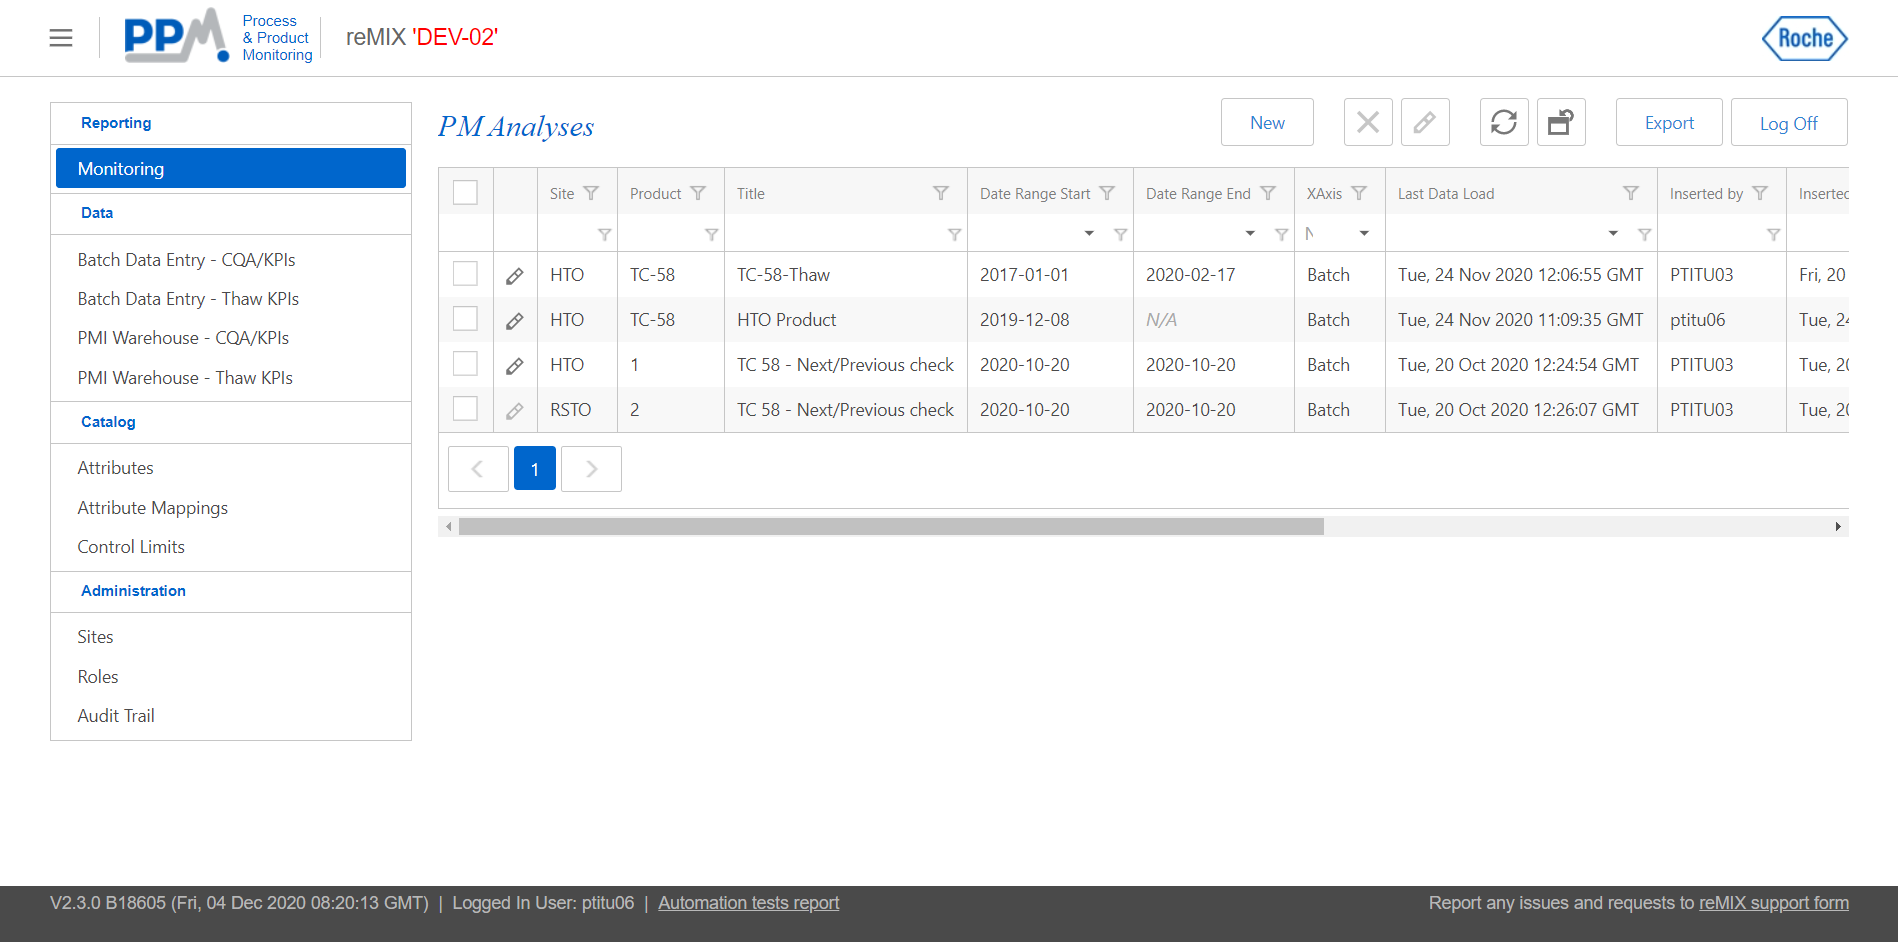 PPM Process
& Product
Monitoring
reMIX 'DEV-02'
Roche
Reporting
Monitoring
Data
Batch Data Entry - CQA/KPIs
Batch Data Entry - Thaw KPIs
PMI Warehouse - CQA/KPIs
PMI Warehouse - Thaw KPIs
Catalog
Attributes
Attribute Mappings
Control Limits
Administration
Sites
Roles
Audit Trail
PM Analyses
New Export Log Off
Site Product Title Date Range Start Date Range End XAxis Last Data Load Inserted by Inserted
HTO TC-58 TC-58-Thaw 2017-01-01 2020-02-17 Batch Tue, 24 Nov 2020 12:06:55 GMT PTITU03 Fri, 20
HTO TC-58 HTO Product 2019-12-08 N/A Batch Tue, 24 Nov 2020 11:09:35 GMT ptitu06 Tue, 24
HTO 1 TC 58 - Next/Previous check 2020-10-20 2020-10-20 Batch Tue, 20 Oct 2020 12:24:54 GMT PTITU03 Tue, 20
RSTO 2 TC 58 - Next/Previous check 2020-10-20 2020-10-20 Batch Tue, 20 Oct 2020 12:26:07 GMT PTITU03 Tue, 20
1
V2.3.0 B18605 (Fri, 04 Dec 2020 08:20:13 GMT) | Logged In User: ptitu06 | Automation tests report
Report any issues and requests to reMIX support form